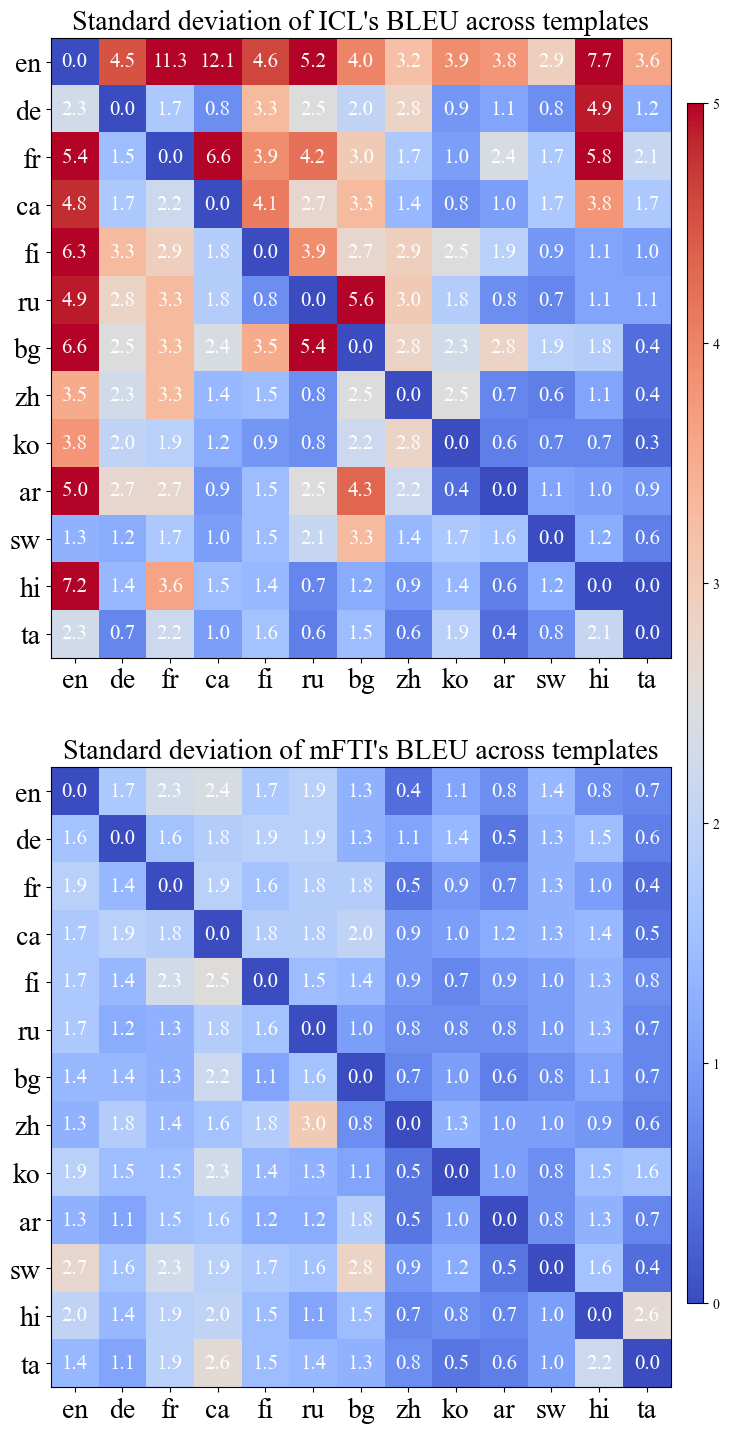 Standard deviation of ICL's BLEU across templates
en 0.0 4.5 11.3 12.1 4.6 5.2 4.0 3.2 3.9 3.8 2.9 7.7 3.6
de 2.3 0.0 1.7 0.8 3.3 2.5 2.0 2.8 0.9 1.1 0.8 4.9 1.2
fr 5.4 1.5 0.0 6.6 3.9 4.2 3.0 1.7 1.0 2.4 1.7 5.8 2.1
ca 4.8 1.7 2.2 0.0 4.1 2.7 3.3 1.4 0.8 1.0 1.7 3.8 1.7
fi 6.3 3.3 2.9 1.8 0.0 3.9 2.7 2.9 2.5 1.9 0.9 1.1 1.0
ru 4.9 2.8 3.3 1.8 0.8 0.0 5.6 3.0 1.8 0.8 0.7 1.1 1.1
bg 6.6 2.5 3.3 2.4 3.5 5.4 0.0 2.8 2.3 2.8 1.9 1.8 0.4
zh 3.5 2.3 3.3 1.4 1.5 0.8 2.5 0.0 2.5 0.7 0.6 1.1 0.4
ko 3.8 2.0 1.9 1.2 0.9 0.8 2.2 2.8 0.0 0.6 0.7 0.7 0.3
ar 5.0 2.7 2.7 0.9 1.5 2.5 4.3 2.2 0.4 0.0 1.1 1.0 0.9
sw 1.3 1.2 1.7 1.0 1.5 2.1 3.3 1.4 1.7 1.6 0.0 1.2 0.6
hi 7.2 1.4 3.6 1.5 1.4 0.7 1.2 0.9 1.4 0.6 1.2 0.0 0.0
ta 2.3 0.7 2.2 1.0 1.6 0.6 1.5 0.6 1.9 0.4 0.8 2.1 0.0
en de fr ca fi ru bg zh ko ar sw hi ta
Standard deviation of mFTI's BLEU across templates
en 0.0 1.7 2.3 2.4 1.7 1.9 1.3 0.4 1.1 0.8 1.4 0.8 0.7
de 1.6 0.0 1.6 1.8 1.9 1.9 1.3 1.1 1.4 0.5 1.3 1.5 0.6
fr 1.9 1.4 0.0 1.9 1.6 1.8 1.8 0.5 0.9 0.7 1.3 1.0 0.4
ca 1.7 1.9 1.8 0.0 1.8 1.8 2.0 0.9 1.0 1.2 1.3 1.4 0.5
fi 1.7 1.4 2.3 2.5 0.0 1.5 1.4 0.9 0.7 0.9 1.0 1.3 0.8
ru 1.7 1.2 1.3 1.8 1.6 0.0 1.0 0.8 0.8 0.8 1.0 1.3 0.7
bg 1.4 1.4 1.3 2.2 1.1 1.6 0.0 0.7 1.0 0.6 0.8 1.1 0.7
zh 1.3 1.8 1.4 1.6 1.8 3.0 0.8 0.0 1.3 1.0 1.0 0.9 0.6
ko 1.9 1.5 1.5 2.3 1.4 1.3 1.1 0.5 0.0 1.0 0.8 1.5 1.6
ar 1.3 1.1 1.5 1.6 1.2 1.2 1.8 0.5 1.0 0.0 0.8 1.3 0.7
sw 2.7 1.6 2.3 1.9 1.7 1.6 2.8 0.9 1.2 0.5 0.0 1.6 0.4
hi 2.0 1.4 1.9 2.0 1.5 1.1 1.5 0.7 0.8 0.7 1.0 0.0 2.6
ta 1.4 1.1 1.9 2.6 1.5 1.4 1.3 0.8 0.5 0.6 1.0 2.2 0.0
en de fr ca fi ru bg zh ko ar sw hi ta
5
4
3
2
1
0